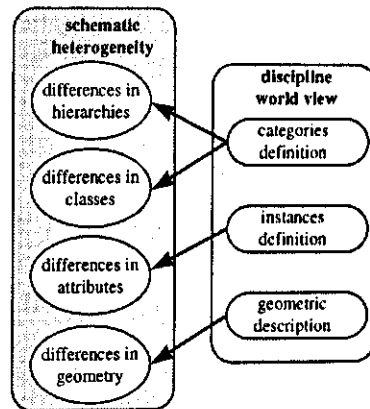 schematic
heterogeneity
differences in
hierarchies
differences in
classes
differences in
attributes
differences in
geometry
discipline
world view
categories
definition
instances
definition
geometric
description